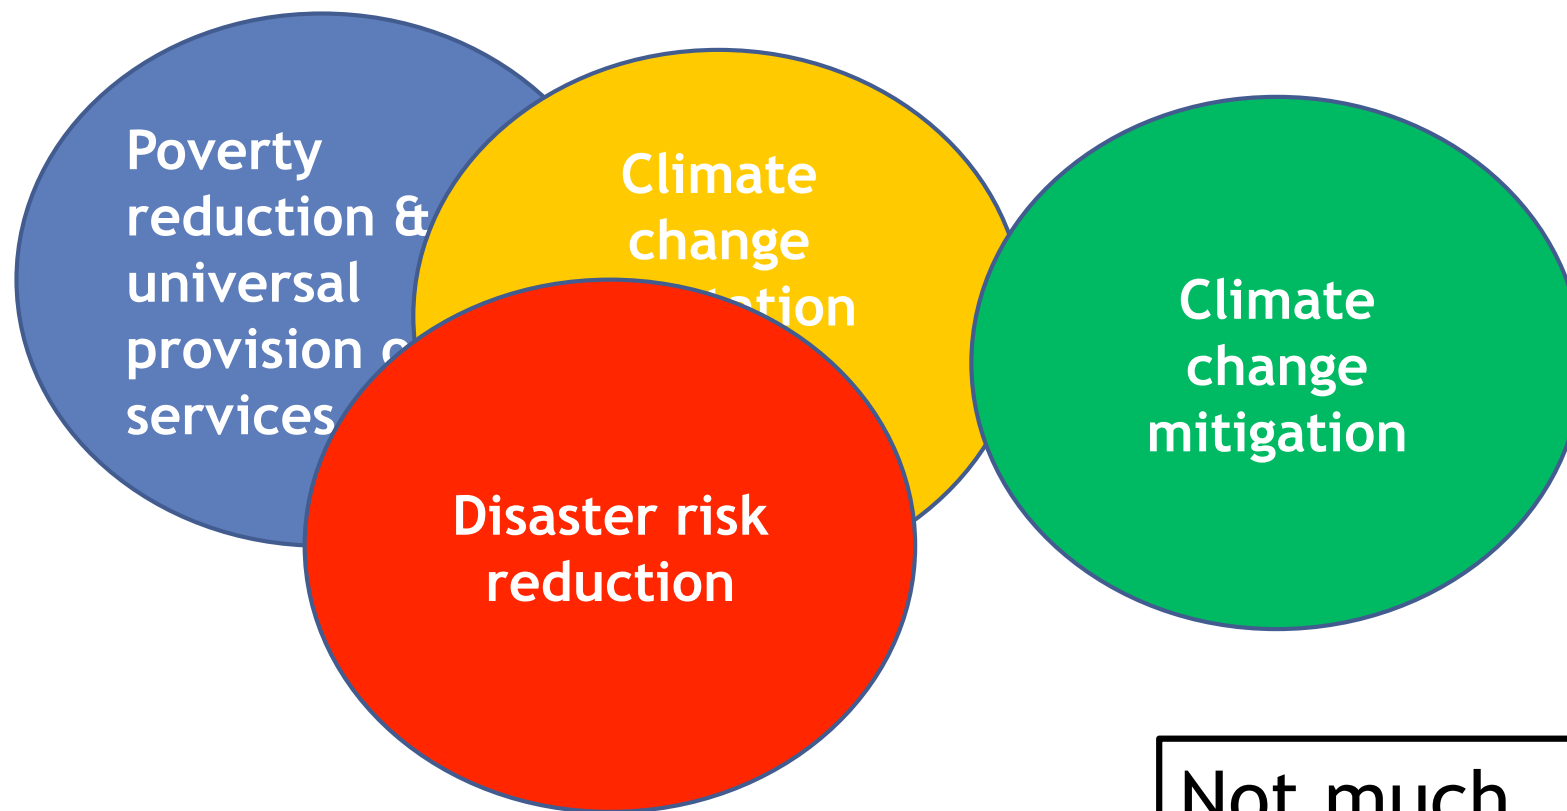 Poverty
reduction &
universal
provision
services
Climate
change
Climate
change
mitigation
Disaster risk
reduction
Not much